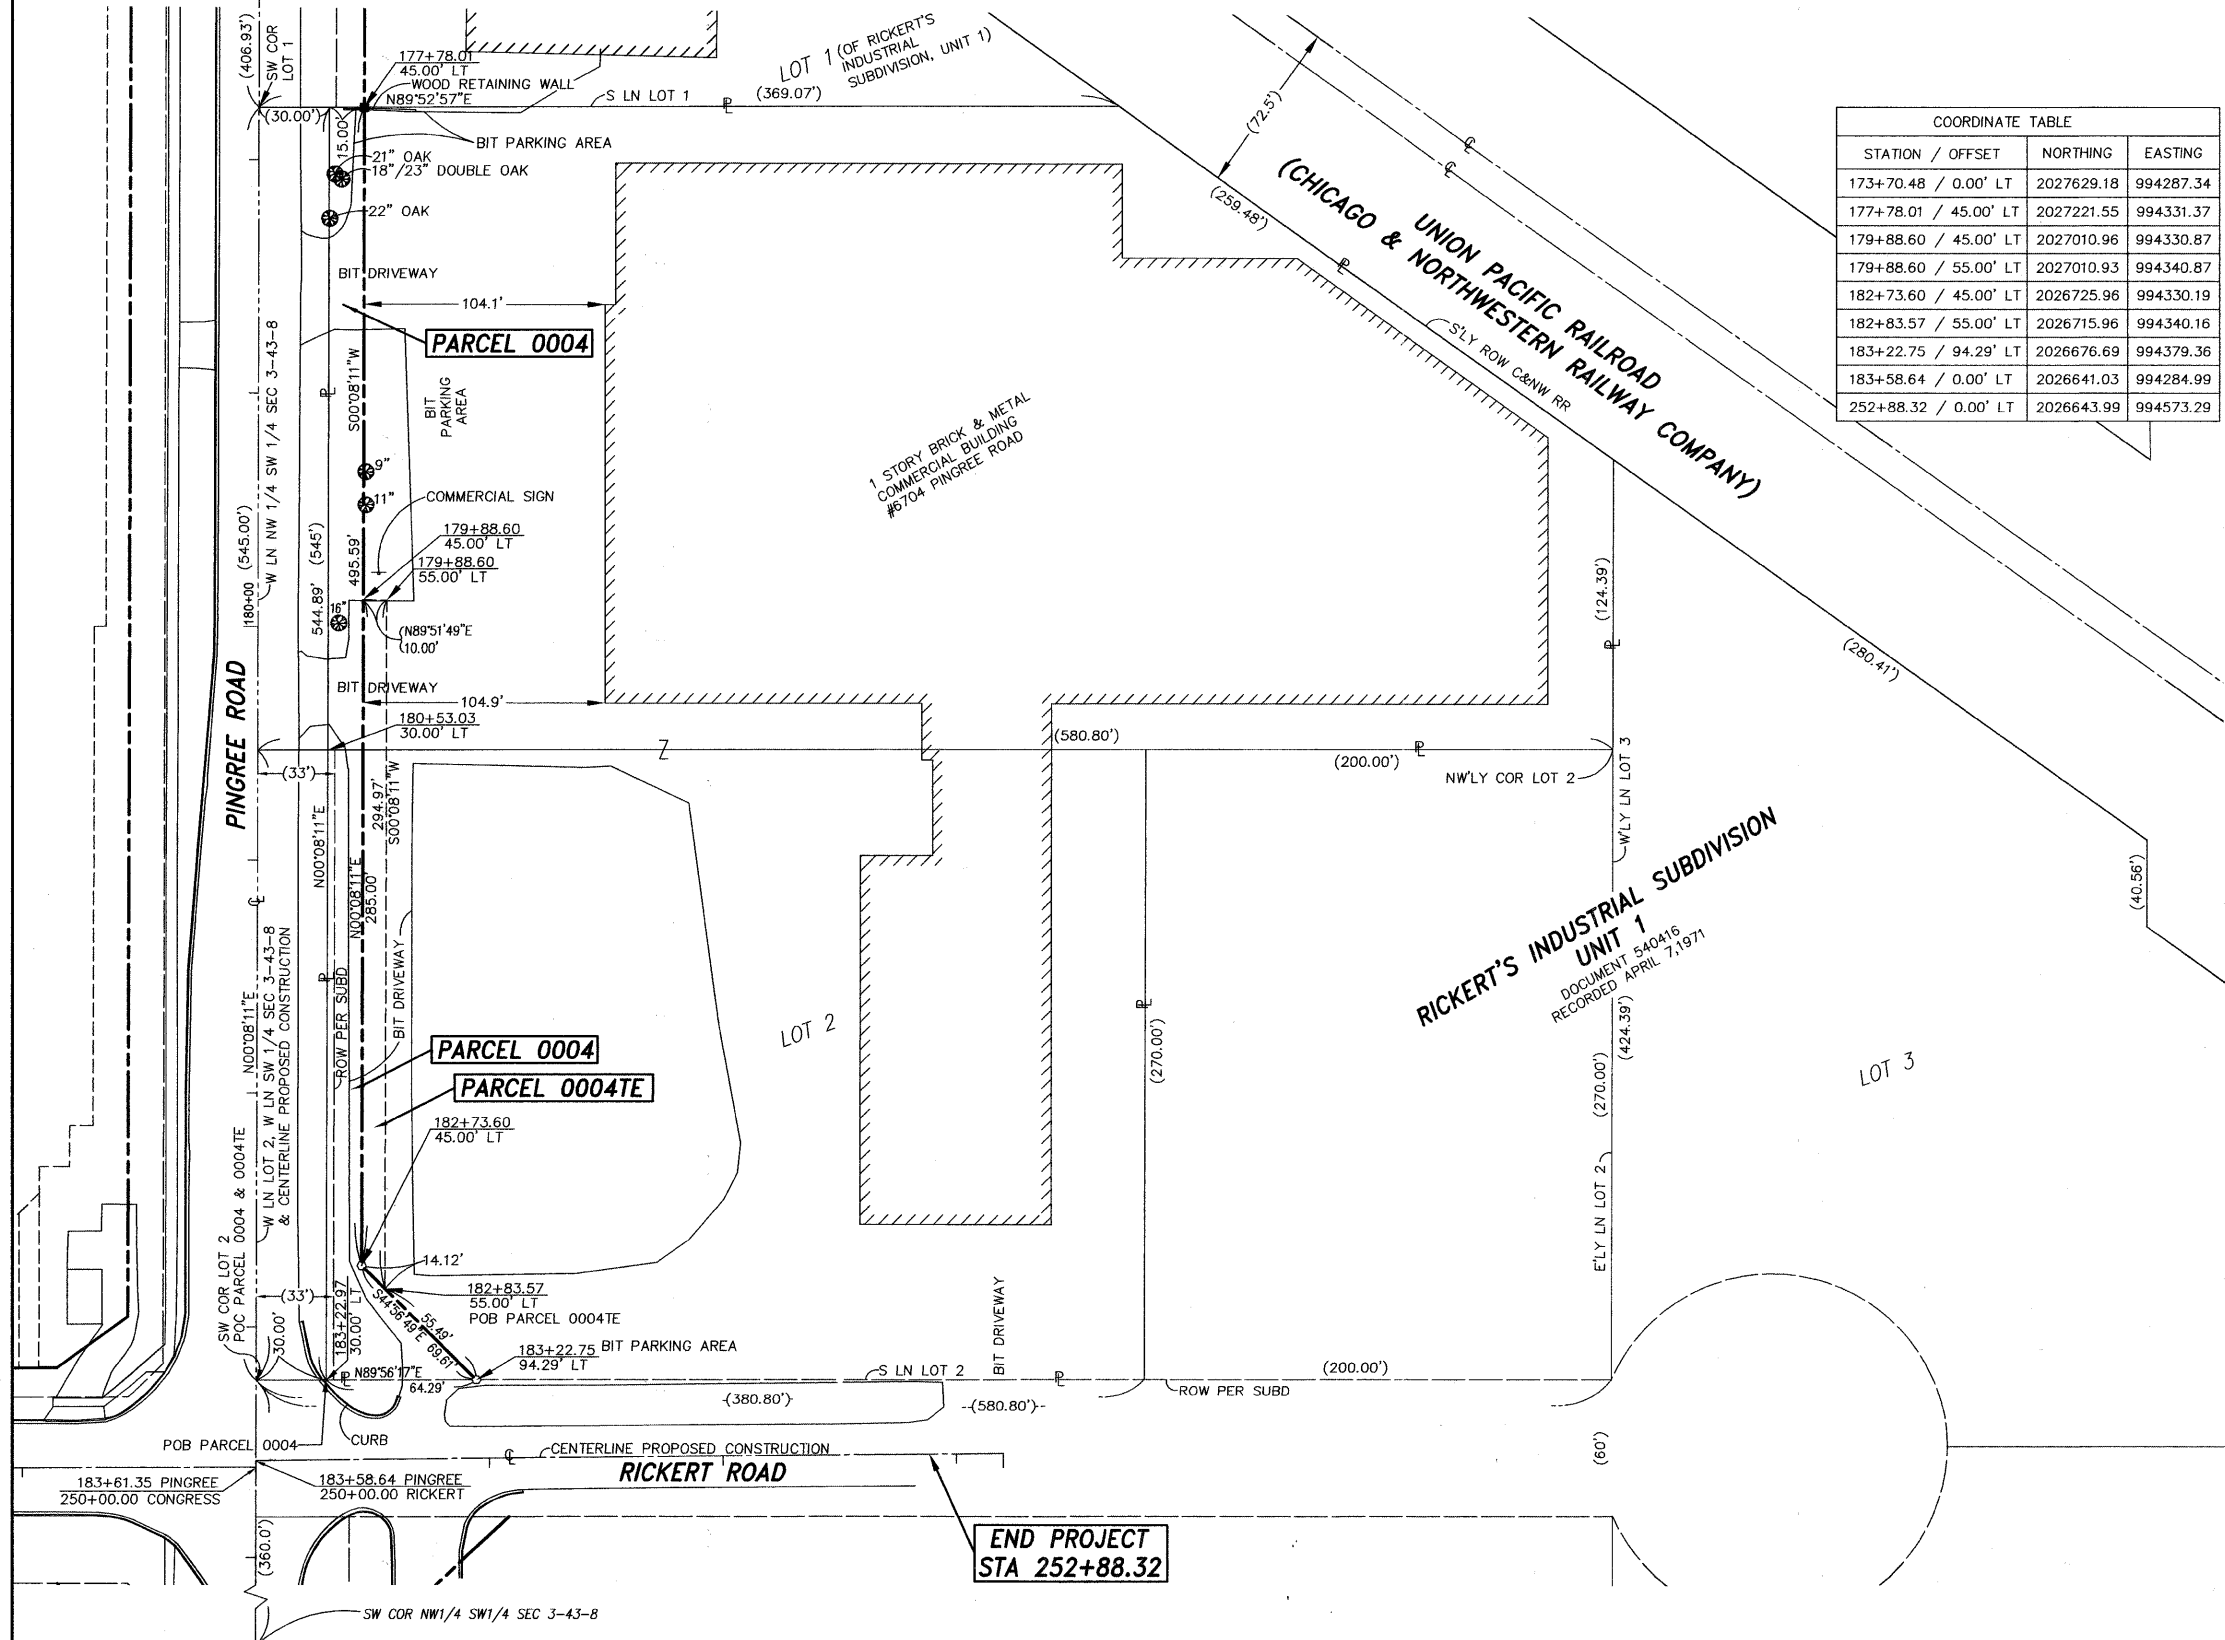 (406.93')
SW COR
LOT 1
177+78.01
45.00' LT
WOOD RETAINING WALL
N89°52'57"E
S LN LOT 1
(369.07')
LOT 1 (OF RICKERT'S
INDUSTRIAL
SUBDIVISION, UNIT 1)
(30.00')
15.00'
BIT PARKING AREA
21" OAK
18"/23" DOUBLE OAK
22" OAK
BIT DRIVEWAY
104.1'
PARCEL 0004
(72.5')
(259.48')
(CHICAGO & NORTHWESTERN RAILWAY COMPANY)
UNION PACIFIC RAILROAD
S'LY ROW C&NW RR
COORDINATE TABLE
STATION / OFFSET NORTHING EASTING
173+70.48 / 0.00' LT 2027629.18 994287.34
177+78.01 / 45.00' LT 2027221.55 994331.37
179+88.60 / 45.00' LT 2027010.96 994330.87
179+88.60 / 55.00' LT 2027010.93 994340.87
182+73.60 / 45.00' LT 2026725.96 994330.19
182+83.57 / 55.00' LT 2026715.96 994340.16
183+22.75 / 94.29' LT 2026676.69 994379.36
183+58.64 / 0.00' LT 2026641.03 994284.99
252+88.32 / 0.00' LT 2026643.99 994573.29
W LN NW 1/4 SW 1/4 SEC 3-43-8
S00°08'11"W
BIT
PARKING
AREA
1 STORY BRICK & METAL
COMMERCIAL BUILDING
#6704 PINGREE ROAD
9"
11"
COMMERCIAL SIGN
179+88.60
45.00' LT
179+88.60
55.00' LT
180+00
(545.00')
544.89' (545')
495.59'
16"
(N89°51'49"E
(10.00'
(124.39')
(280.41')
PINGREE ROAD
BIT DRIVEWAY
104.9'
180+53.03
30.00' LT
Z
(580.80')
(200.00')
NW'LY COR LOT 2
W'LY LN LOT 3
(33')
294.97'
S00°08'11"W
N00°08'11"E
N00°08'11"E
285.00'
ROW PER SUBD
BIT DRIVEWAY
N00°08'11"E
W LN LOT 2, W LN SW 1/4 SEC 3-43-8
& CENTERLINE PROPOSED CONSTRUCTION
RICKERT'S INDUSTRIAL SUBDIVISION
UNIT 1
DOCUMENT 540416
RECORDED APRIL 7,1971
(40.56')
LOT 2
PARCEL 0004
PARCEL 0004TE
(270.00')
(270.00')
(424.39')
LOT 3
182+73.60
45.00' LT
E'LY LN LOT 2
SW COR LOT 2
POC PARCEL 0004 & 0004TE
14.12'
182+83.57
55.00' LT
POB PARCEL 0004TE
(33')
30.00'
183+22.97
30.00' LT
55.49'
S44°56'49"E
69.61'
183+22.75
94.29' LT
BIT PARKING AREA
BIT DRIVEWAY
N89°56'17"E
64.29'
S LN LOT 2
(200.00')
ROW PER SUBD
(380.80')
(580.80')
CURB
POB PARCEL 0004
CENTERLINE PROPOSED CONSTRUCTION
RICKERT ROAD
(60')
183+61.35 PINGREE
250+00.00 CONGRESS
183+58.64 PINGREE
250+00.00 RICKERT
(360.0')
END PROJECT
STA 252+88.32
SW COR NW1/4 SW1/4 SEC 3-43-8